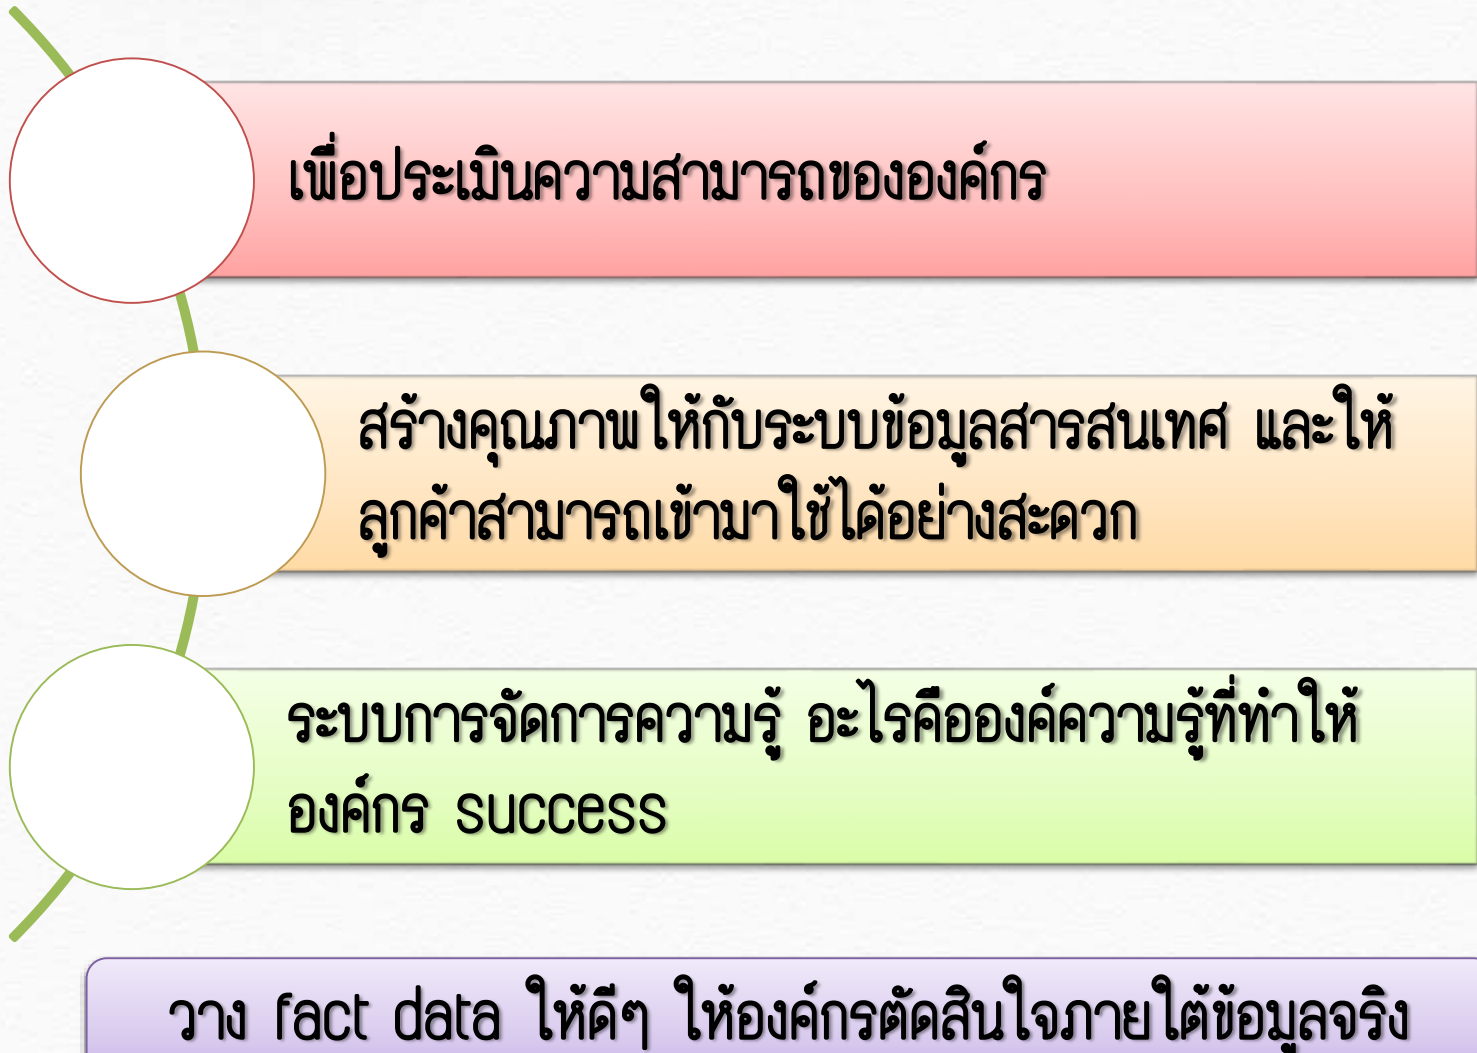 เพื่อประเมินความสามารถขององค์กร
สร้างคุณภาพให้กับระบบข้อมูลสารสนเทศ และให้
ลูกค้าสามารถเข้ามาใช้ได้อย่างสะดวก
ระบบการจัดการความรู้ อะไรคือองค์ความรู้ที่ทำให้
องค์กร success
วาง fact data ให้ดีๆ ให้องค์กรตัดสินใจภายใต้ข้อมูลจริง